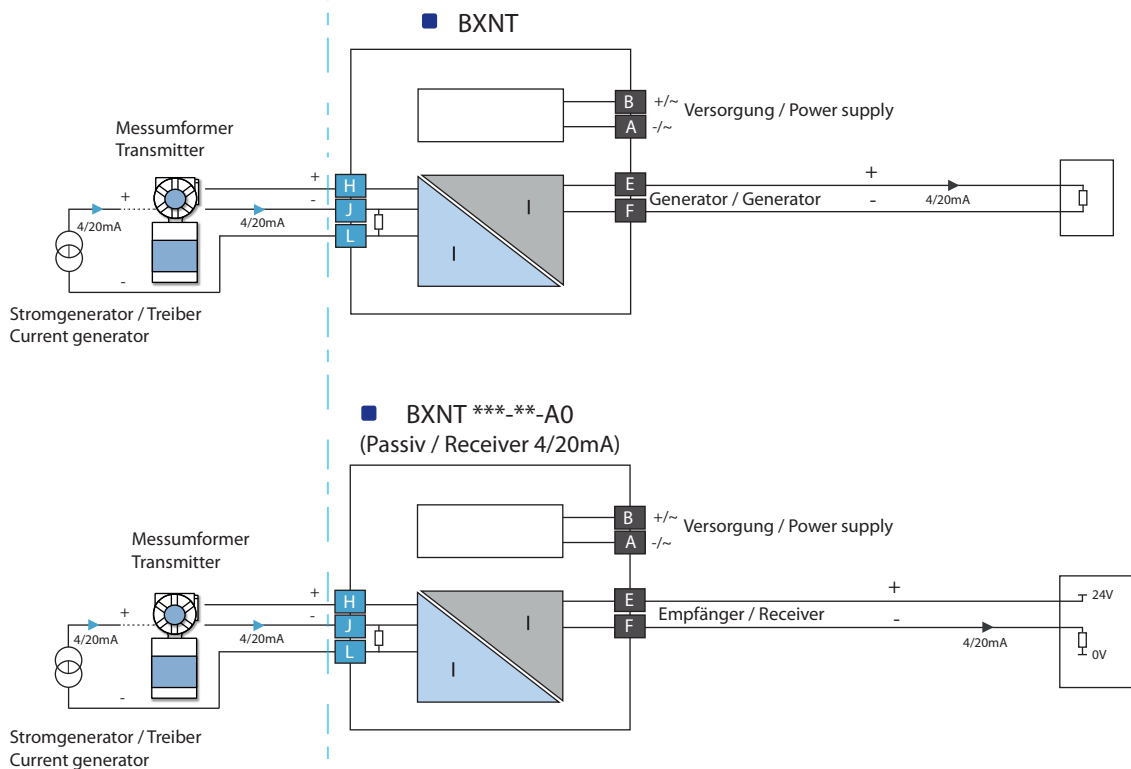 BXNT
B +/~ Versorgung / Power supply
A -/~
Messumformer
Transmitter
+ H E +
+ - J I Generator / Generator 4/20mA
4/20mA 4/20mA F -
L
I
-
Stromgenerator / Treiber
Current generator
BXNT ***-**-A0
(Passiv / Receiver 4/20mA)
B +/~ Versorgung / Power supply
A -/~
Messumformer
Transmitter
+ H E + 24V
+ - J I Empfänger / Receiver
4/20mA 4/20mA F - 4/20mA
L 0V
I
-
Stromgenerator / Treiber
Current generator